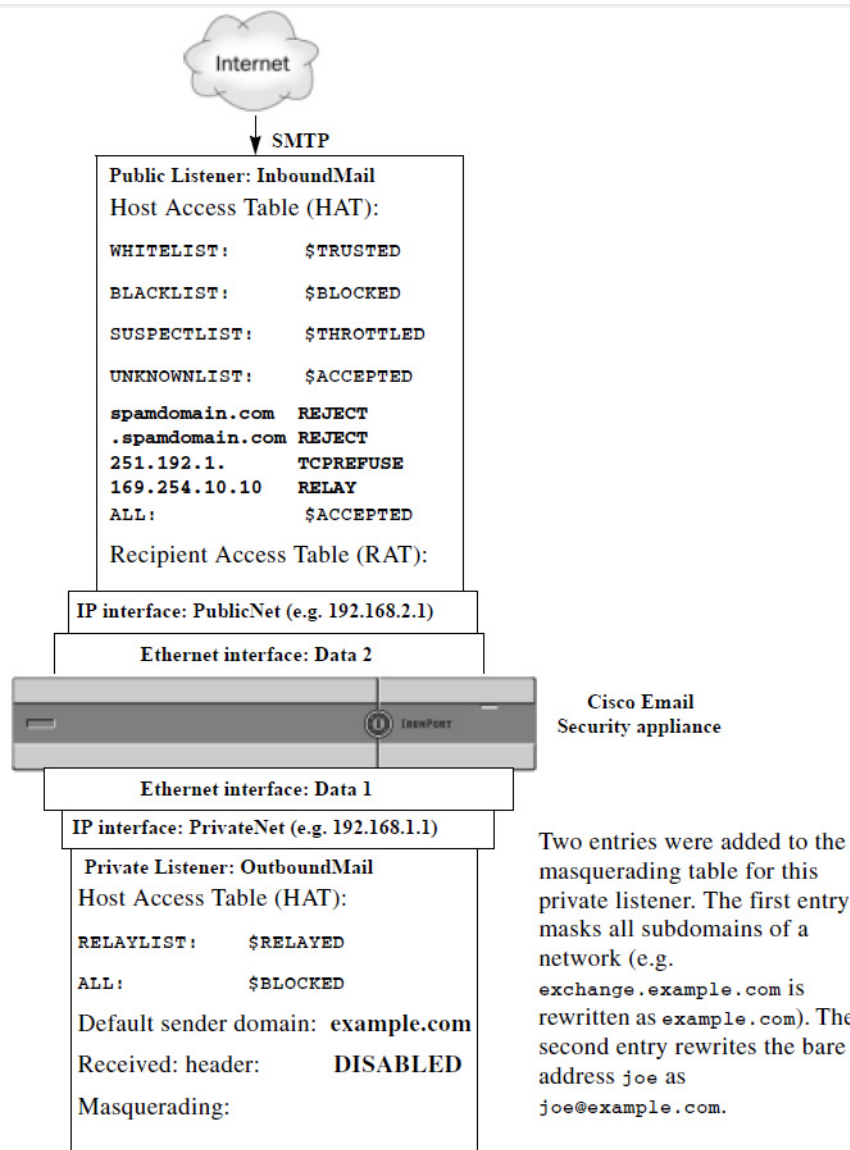 Internet
SMTP
Public Listener: InboundMail
Host Access Table (HAT):
WHITELIST: $TRUSTED
BLACKLIST: $BLOCKED
SUSPECTLIST: $THROTTLED
UNKNOWNLIST: $ACCEPTED
spamdomain.com REJECT
.spamdomain.com REJECT
251.192.1. TCPREFUSE
169.254.10.10 RELAY
ALL: $ACCEPTED
Recipient Access Table (RAT):
IP interface: PublicNet (e.g. 192.168.2.1)
Ethernet interface: Data 2
IRONPORT
Cisco Email
Security appliance
Ethernet interface: Data 1
IP interface: PrivateNet (e.g. 192.168.1.1)
Private Listener: OutboundMail
Host Access Table (HAT):
RELAYLIST: $RELAYED
ALL: $BLOCKED
Default sender domain: example.com
Received: header: DISABLED
Masquerading:
Two entries were added to the
masquerading table for this
private listener. The first entry
masks all subdomains of a
network (e.g.
exchange.example.com is
rewritten as example.com). The
second entry rewrites the bare
address joe as
joe@example.com.